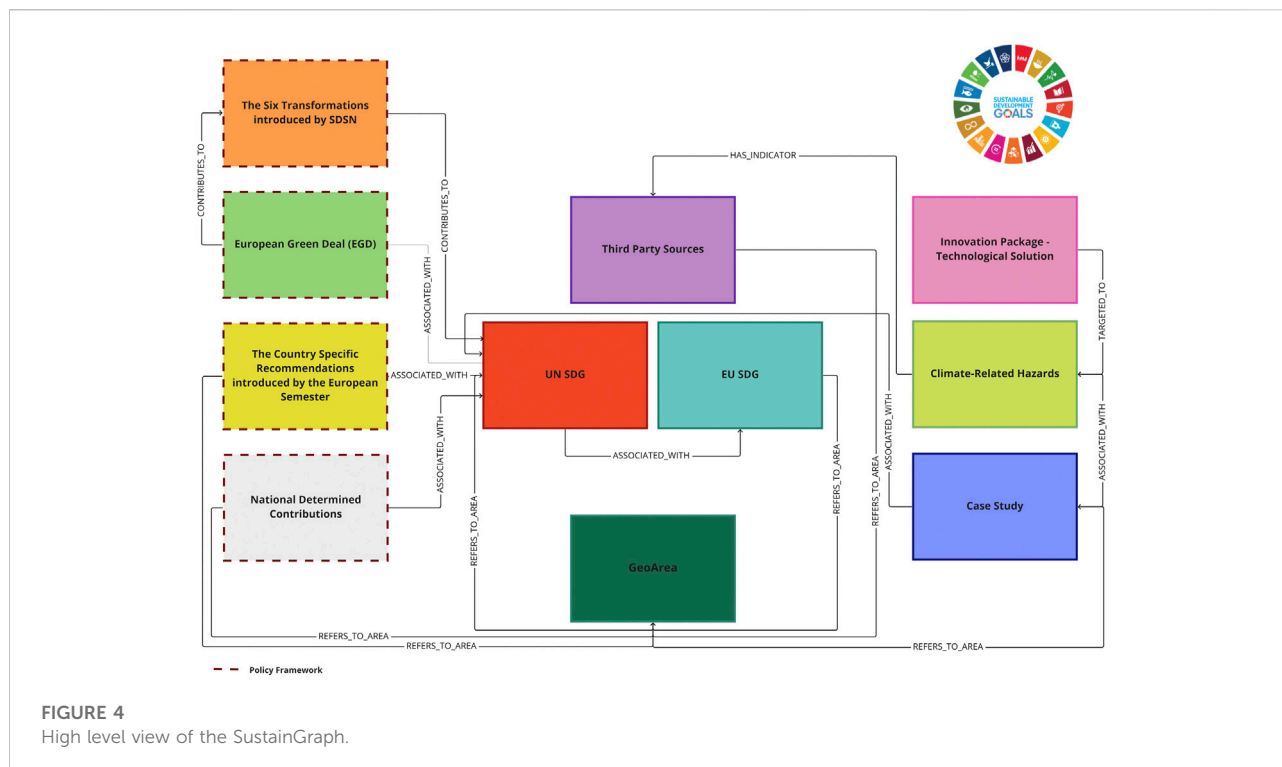 The Six Transformations
introduced by SDSN
European Green Deal (EGD)
The Country Specific
Recommendations
introduced by the European
Semester
National Determined
Contributions
CONTRIBUTES_TO
CONTRIBUTES_TO
ASSOCIATED_WITH
ASSOCIATED_WITH
ASSOCIATED_WITH
HAS_INDICATOR
Third Party Sources
UN SDG
EU SDG
ASSOCIATED_WITH
GeoArea
REFERS_TO_AREA
REFERS_TO_AREA
REFERS_TO_AREA
ASSOCIATED_WITH
SUSTAINABLE
DEVELOPMENT
GOALS
Innovation Package -
Technological Solution
Climate-Related Hazards
Case Study
TARGETED_TO
ASSOCIATED_WITH
REFERS_TO_AREA
REFERS_TO_AREA
REFERS_TO_AREA
Policy Framework
FIGURE 4
High level view of the SustainGraph.